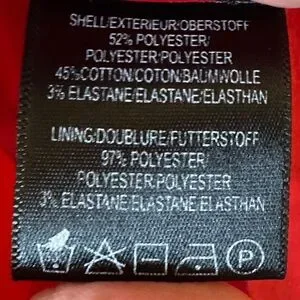 SHELL/EXTERIEUR/OBERSTOFF
52% POLYESTER/
POLYESTER/POLYESTER
45%COTTON/COTON/BAUMWOLLE
3% ELASTANE/ELASTANE/ELASTHAN
LINING/DOUBLURE/FUTTERSTOFF
97% POLYESTER/
POLYESTER/POLYESTER
3% ELASTANE/ELASTANE/ELASTHAN
P